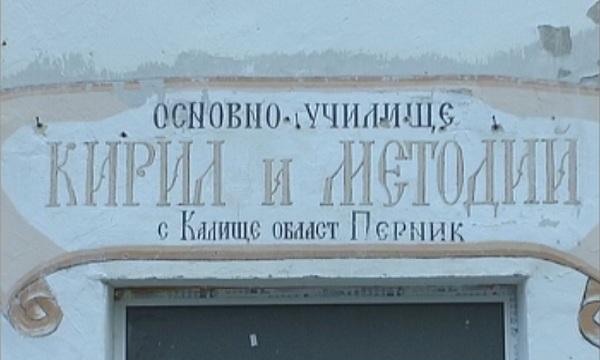 ОСНОВНО УЧИЛИЩЕ
КИРИЛ и МЕТОДИЙ
с Калище област Перник